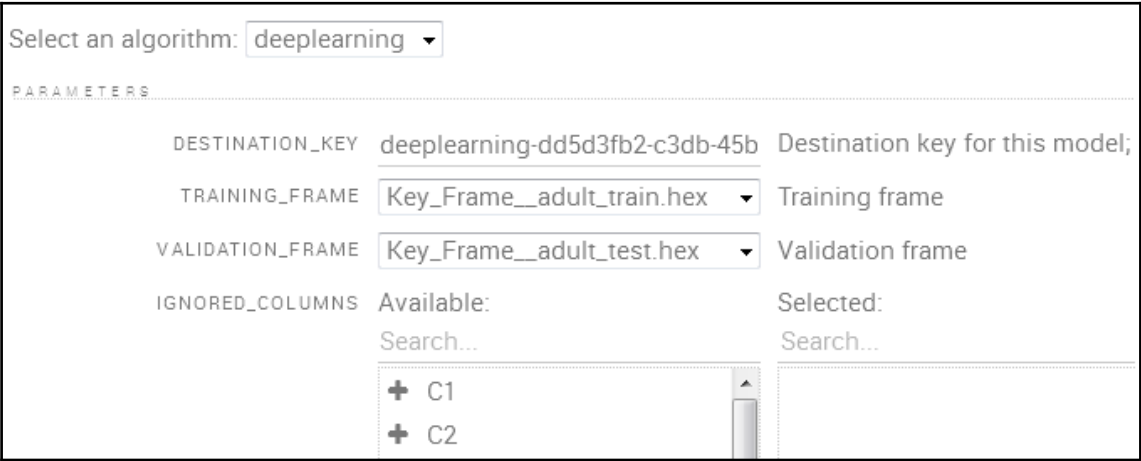 Select an algorithm: deeplearning
PARAMETERS
DESTINATION_KEY deeplearning-dd5d3fb2-c3db-45b Destination key for this model;
TRAINING_FRAME Key_Frame__adult_train.hex Training frame
VALIDATION_FRAME Key_Frame__adult_test.hex Validation frame
IGNORED_COLUMNS Available: Selected:
Search... Search...
C1
C2